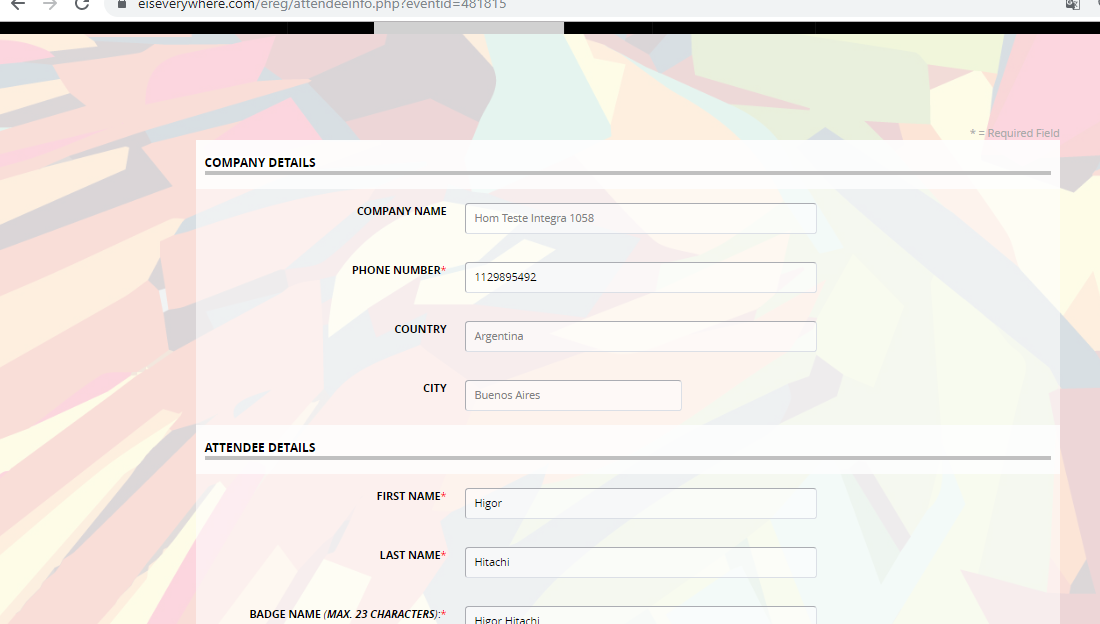 eiseverywhere.com/ereg/attendeeinfo.php?eventid=481815
* = Required Field
COMPANY DETAILS
COMPANY NAME Hom Teste Integra 1058
PHONE NUMBER* 1129895492
COUNTRY Argentina
CITY Buenos Aires
ATTENDEE DETAILS
FIRST NAME* Higor
LAST NAME* Hitachi
BADGE NAME (MAX. 23 CHARACTERS):* Higor Hitachi